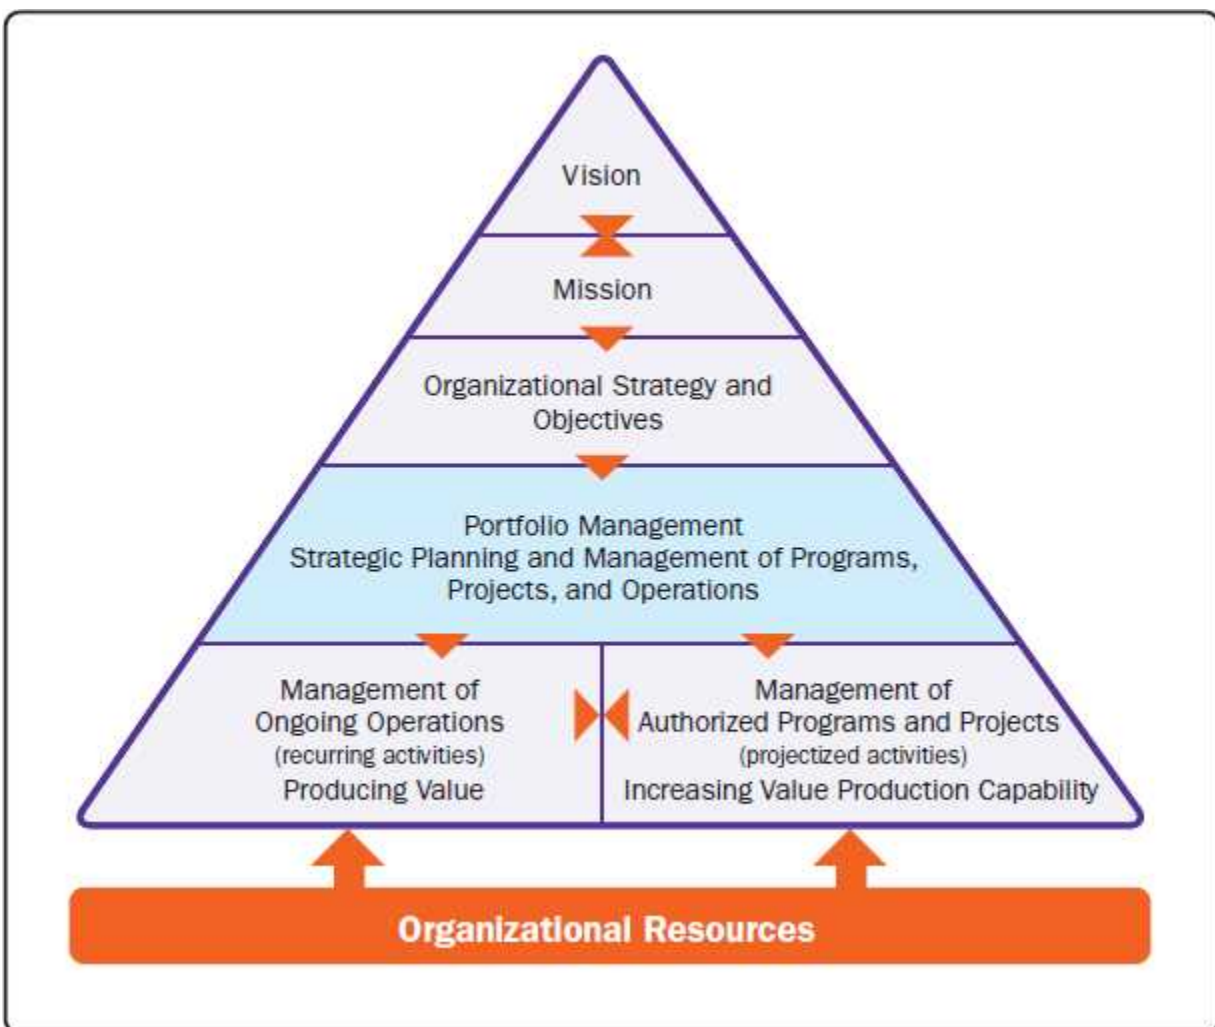 Vision
Mission
Organizational Strategy and
Objectives
Portfolio Management
Strategic Planning and Management of Programs,
Projects, and Operations
Management of
Ongoing Operations
(recurring activities)
Producing Value
Management of
Authorized Programs and Projects
(projectized activities)
Increasing Value Production Capability
Organizational Resources